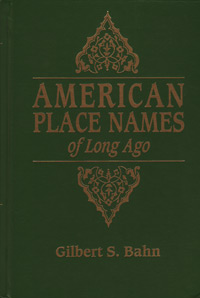 AMERICAN
PLACE NAMES
of Long Ago
Gilbert S. Bahn